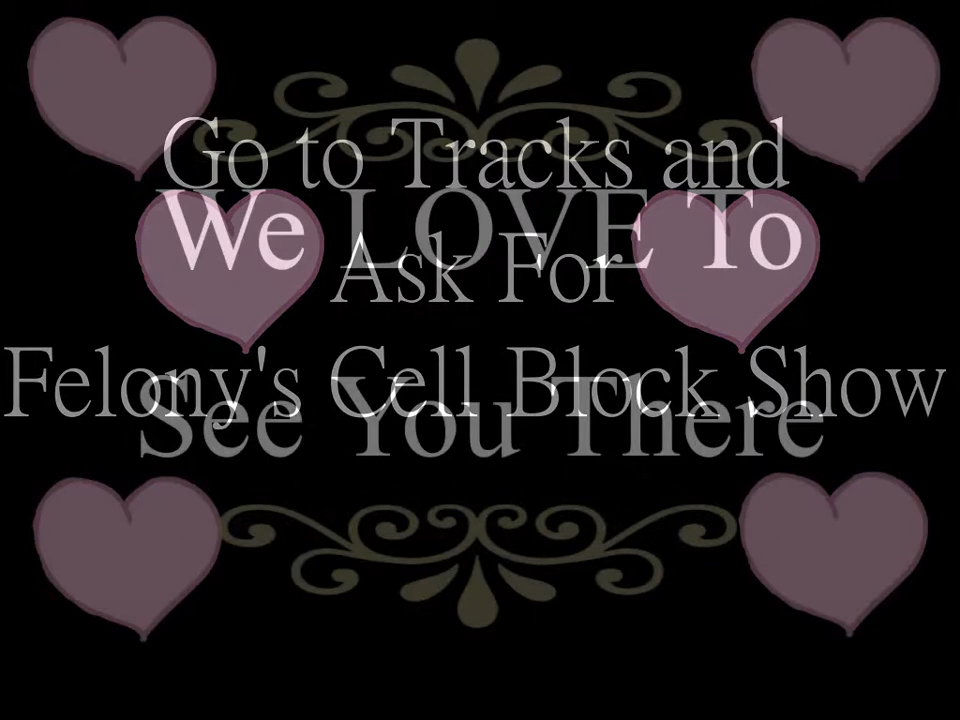 Go to Tracks and
We LOVE To
Ask For
Felony's Cell Block Show
See You There